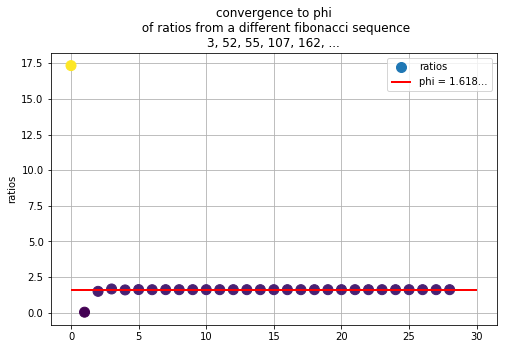 convergence to phi
of ratios from a different fibonacci sequence
3, 52, 55, 107, 162, ...
ratios
phi = 1.618...
17.5
15.0
12.5
10.0
7.5
5.0
2.5
0.0
ratios
0 5 10 15 20 25 30